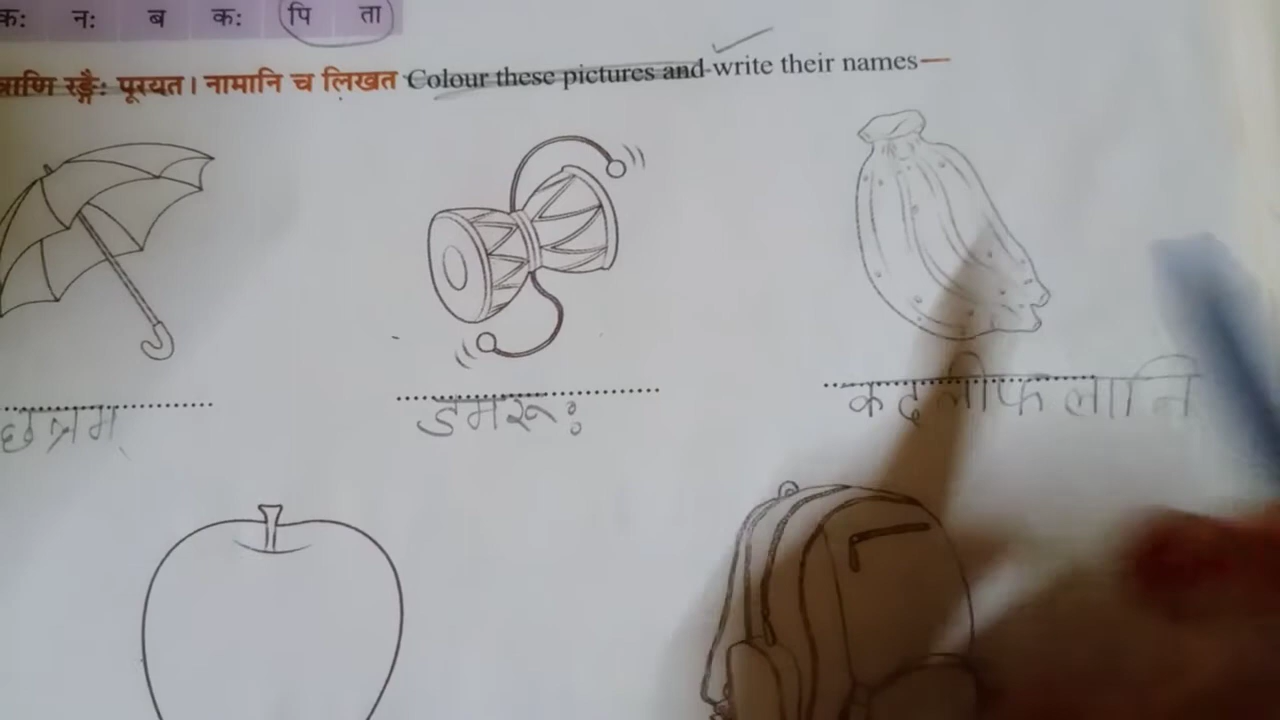 कः नः ब कः पि ता
त्राणि रङ्गैः पूरयत। नामानि च लिखत Colour these pictures and write their names—
छत्रम् डमरूः कदलीफलानि